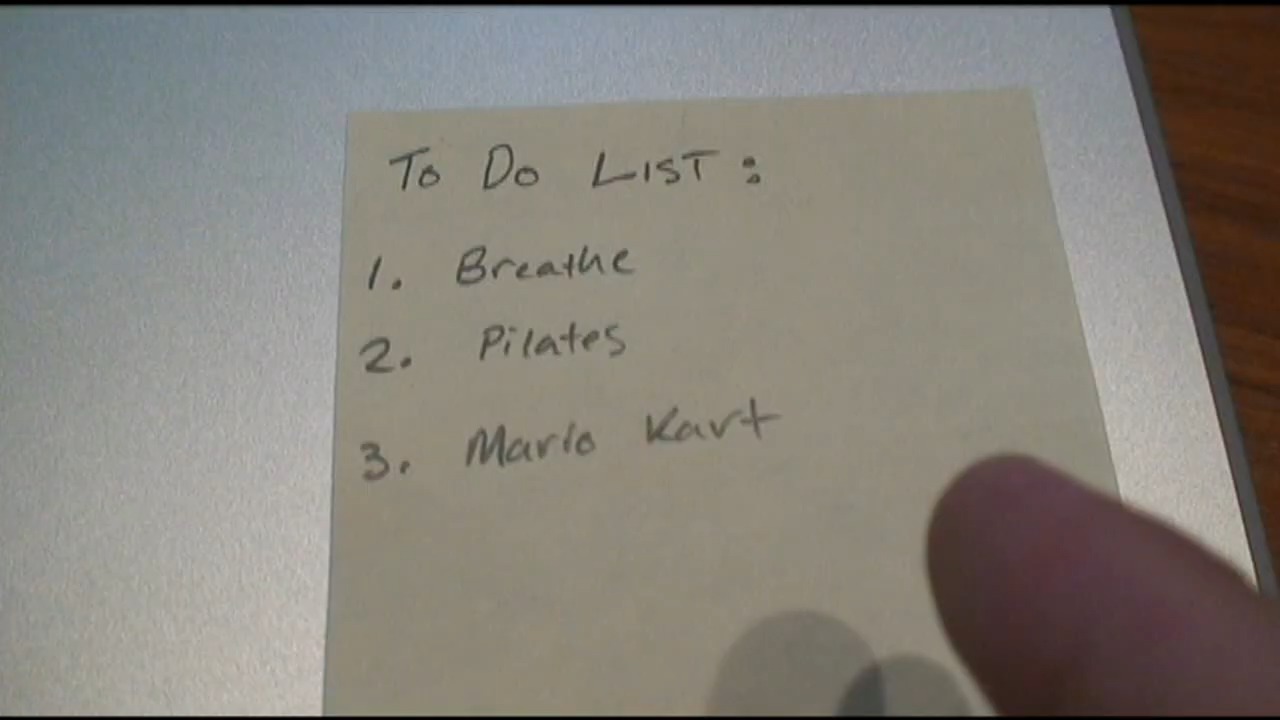 To Do List:
1. Breathe
2. Pilates
3. Mario Kart